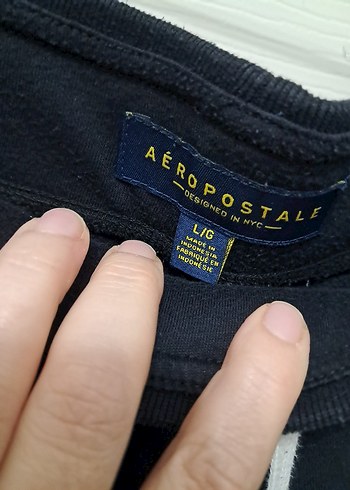 AÉROPOSTALE
—DESIGNED IN NYC—
L/G
MADE IN
INDONESIA
FABRIQUÉ EN
INDONÉSIE